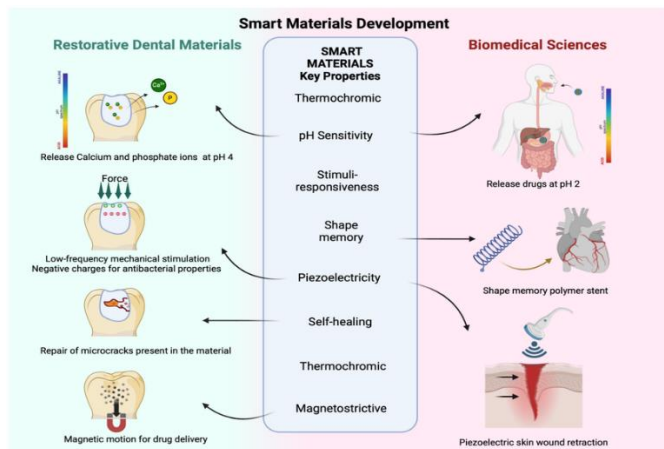 Smart Materials Development
Restorative Dental Materials
Ca²⁺
P
Release Calcium and phosphate ions at pH 4
Force
Low-frequency mechanical stimulation
Negative charges for antibacterial properties
Repair of microcracks present in the material
Magnetic motion for drug delivery
SMART
MATERIALS
Key Properties
Thermochromic
pH Sensitivity
Stimuli-
responsiveness
Shape
memory
Piezoelectricity
Self-healing
Thermochromic
Magnetostrictive
Biomedical Sciences
Release drugs at pH 2
Shape memory polymer stent
Piezoelectric skin wound retraction